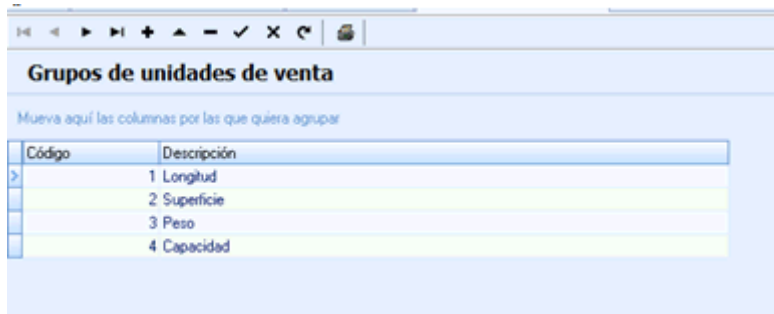 Grupos de unidades de venta
Mueva aquí las columnas por las que quiera agrupar
Código Descripción
1 Longitud
2 Superficie
3 Peso
4 Capacidad